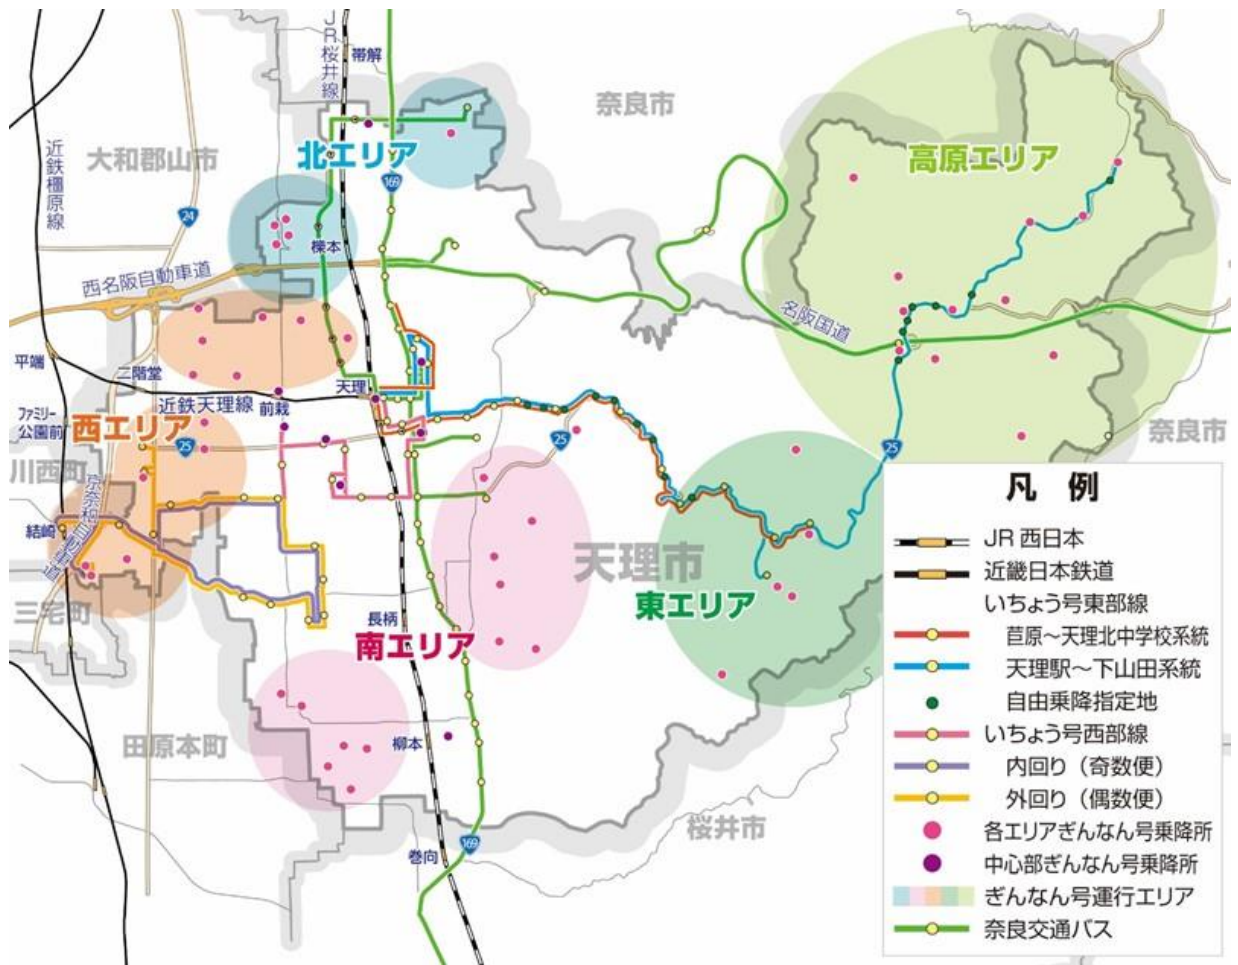 JR桜井線
帯解
奈良市
近鉄橿原線
大和郡山市
北エリア
高原エリア
169
24
櫟本
西名阪自動車道
名阪国道
平端
二階堂
天理
近鉄天理線
前栽
ファミリー
公園前
西エリア
25
25
25
奈良市
川西町
京奈和自動車道
結崎
天理市
三宅町
東エリア
長柄
南エリア
田原本町
柳本
桜井市
169
巻向
凡 例
JR西日本
近畿日本鉄道
いちょう号東部線
苣原～天理北中学校系統
天理駅～下山田系統
自由乗降指定地
いちょう号西部線
内回り（奇数便）
外回り（偶数便）
各エリアぎんなん号乗降所
中心部ぎんなん号乗降所
ぎんなん号運行エリア
奈良交通バス